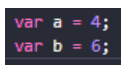 var a = 4;
var b = 6;